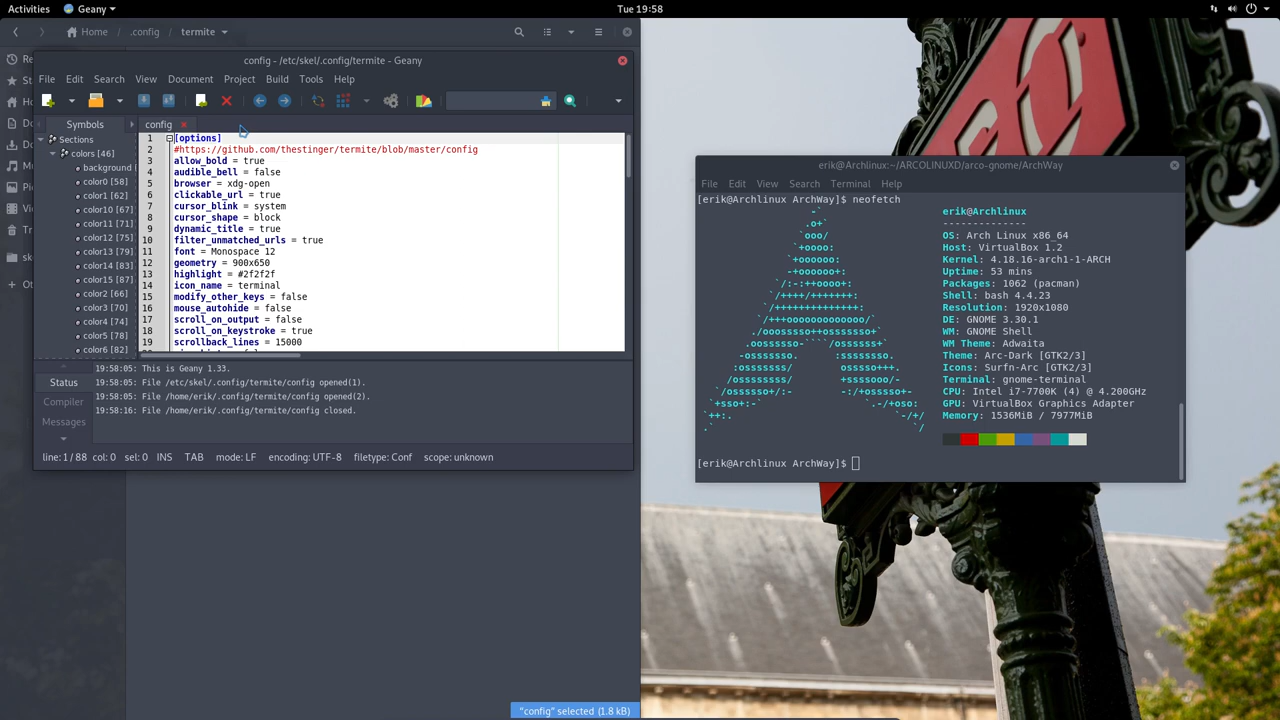 Activities
Geany
Tue 19:58
Home
.config
termite
config - /etc/skel/.config/termite - Geany
File Edit Search View Document Project Build Tools Help
Symbols
config
Sections
colors [46]
background
color0 [58]
color1 [62]
color10 [67]
color11 [71]
color12 [75]
color13 [79]
color14 [83]
color15 [87]
color2 [66]
color3 [70]
color4 [74]
color5 [78]
color6 [82]
1 [options]
2 #https://github.com/thestinger/termite/blob/master/config
3 allow_bold = true
4 audible_bell = false
5 browser = xdg-open
6 clickable_url = true
7 cursor_blink = system
8 cursor_shape = block
9 dynamic_title = true
10 filter_unmatched_urls = true
11 font = Monospace 12
12 geometry = 900x650
13 highlight = #2f2f2f
14 icon_name = terminal
15 modify_other_keys = false
16 mouse_autohide = false
17 scroll_on_output = false
18 scroll_on_keystroke = true
19 scrollback_lines = 15000
Status
Compiler
Messages
19:58:05: This is Geany 1.33.
19:58:05: File /etc/skel/.config/termite/config opened(1).
19:58:05: File /home/erik/.config/termite/config opened(2).
19:58:16: File /home/erik/.config/termite/config closed.
line: 1 / 88 col: 0 sel: 0 INS TAB mode: LF encoding: UTF-8 filetype: Conf scope: unknown
"config" selected (1.8 kB)
erik@Archlinux:~/ARCOLINUXD/arco-gnome/ArchWay
File Edit View Search Terminal Help
[erik@Archlinux ArchWay]$ neofetch
erik@Archlinux
--------------
OS: Arch Linux x86_64
Host: VirtualBox 1.2
Kernel: 4.18.16-arch1-1-ARCH
Uptime: 53 mins
Packages: 1062 (pacman)
Shell: bash 4.4.23
Resolution: 1920x1080
DE: GNOME 3.30.1
WM: GNOME Shell
WM Theme: Adwaita
Theme: Arc-Dark [GTK2/3]
Icons: Surfn-Arc [GTK2/3]
Terminal: gnome-terminal
CPU: Intel i7-7700K (4) @ 4.200GHz
GPU: VirtualBox Graphics Adapter
Memory: 1536MiB / 7977MiB
[erik@Archlinux ArchWay]$